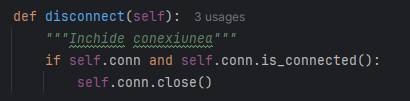 def disconnect(self): 3 usages
"""Inchide conexiunea"""
if self.conn and self.conn.is_connected():
self.conn.close()